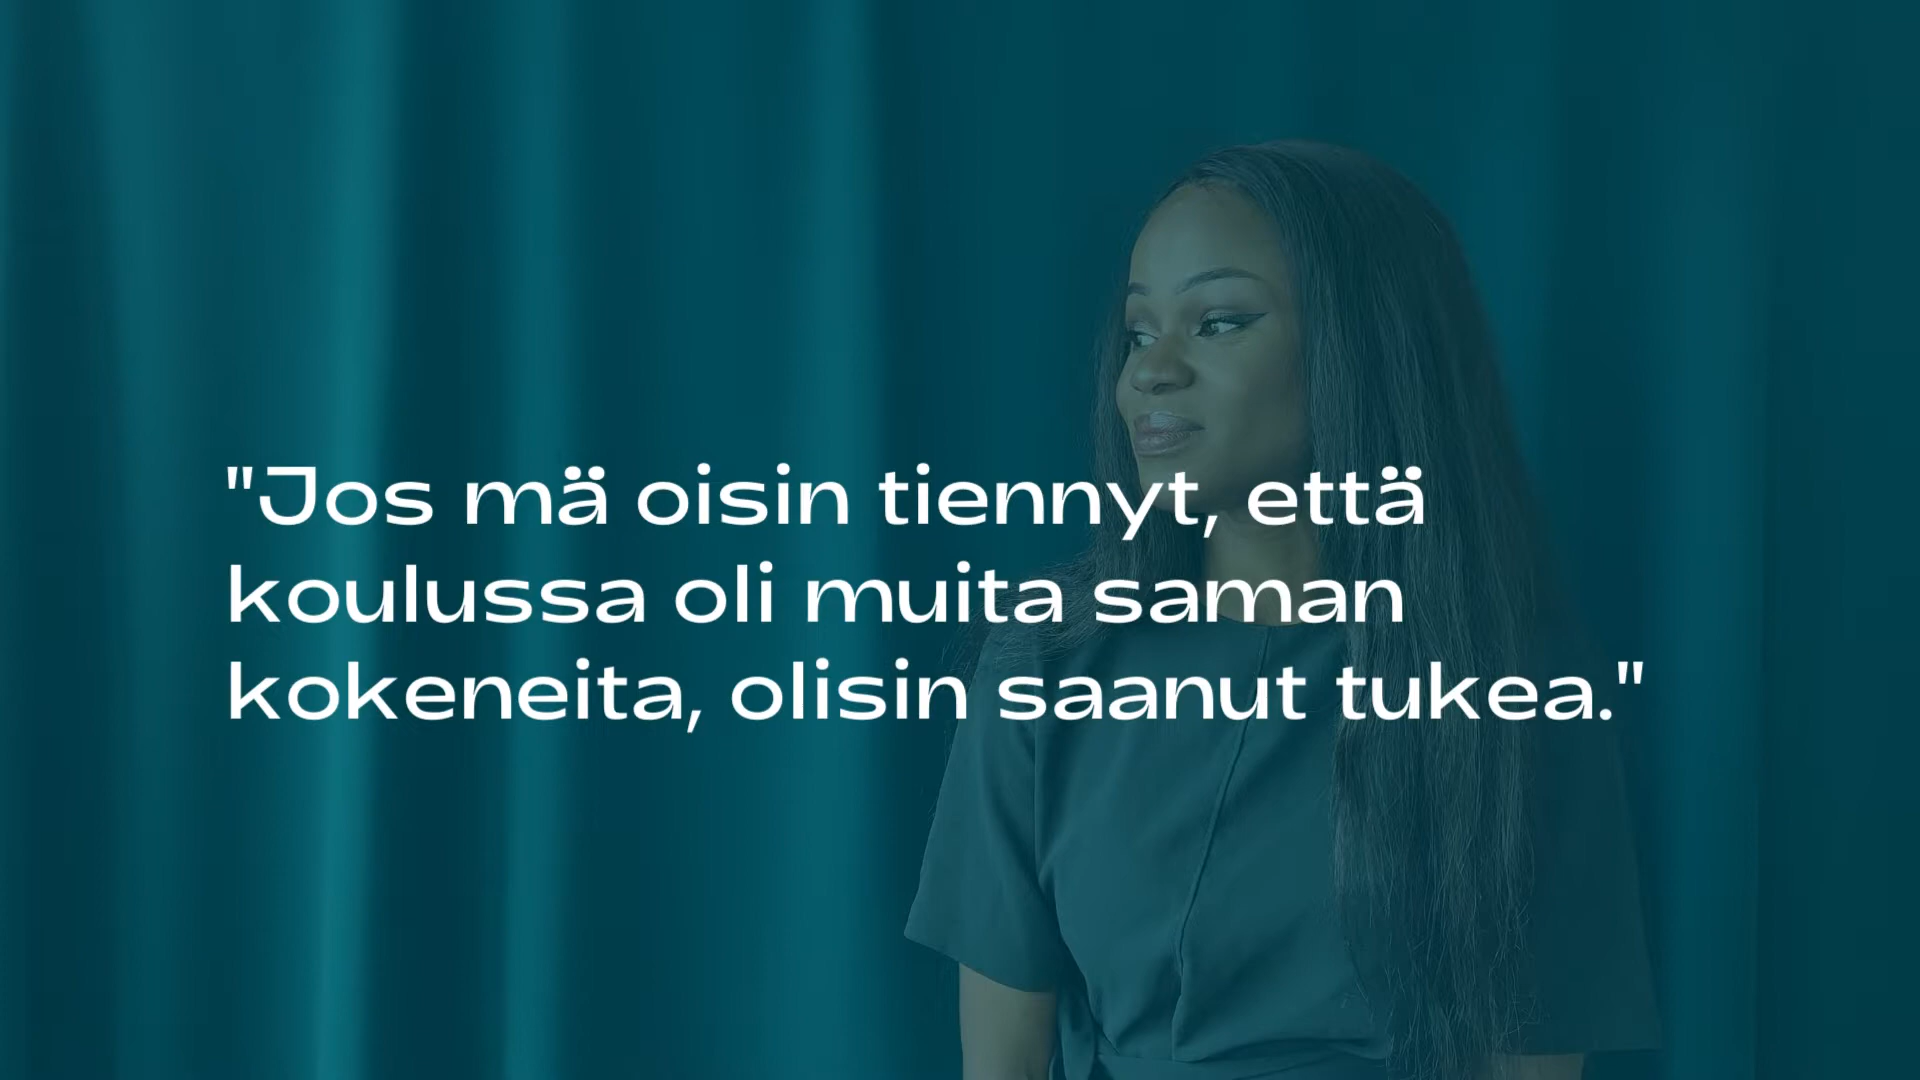 "Jos mä oisin tiennyt, että
koulussa oli muita saman
kokeneita, olisin saanut tukea."